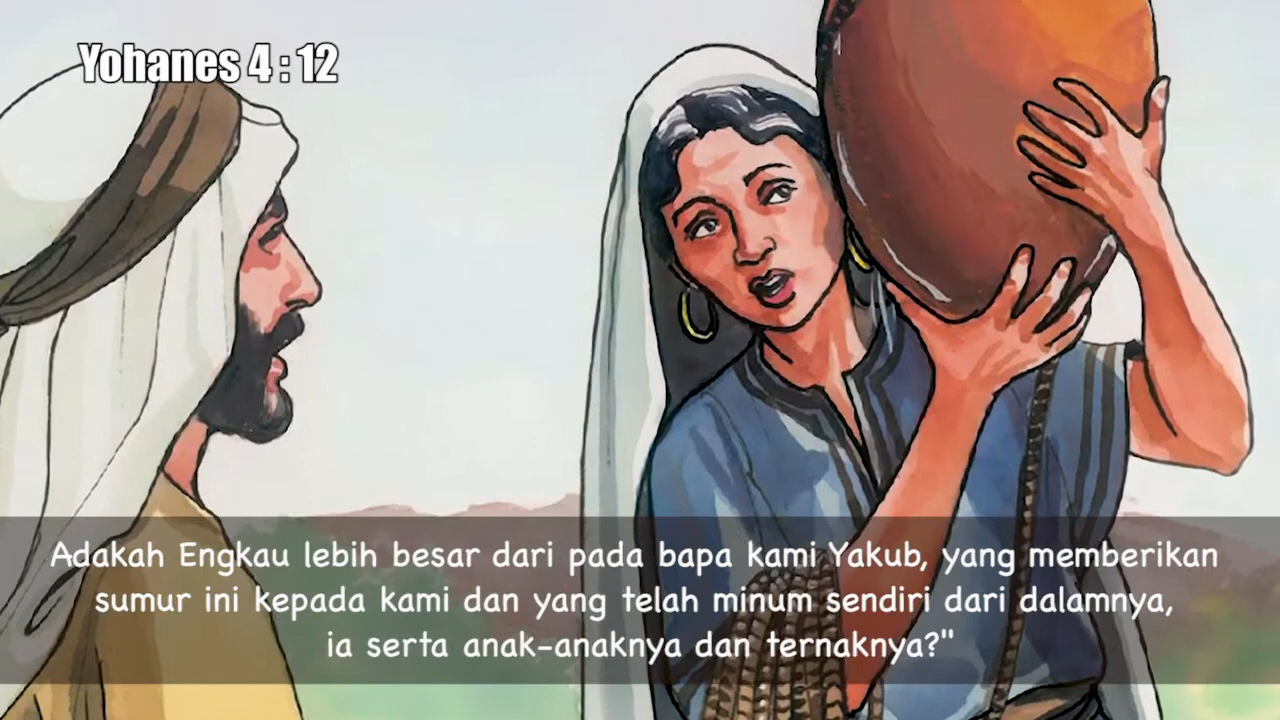 Yohanes 4 : 12
Adakah Engkau lebih besar dari pada bapa kami Yakub, yang memberikan
sumur ini kepada kami dan yang telah minum sendiri dari dalamnya,
ia serta anak-anaknya dan ternaknya?"